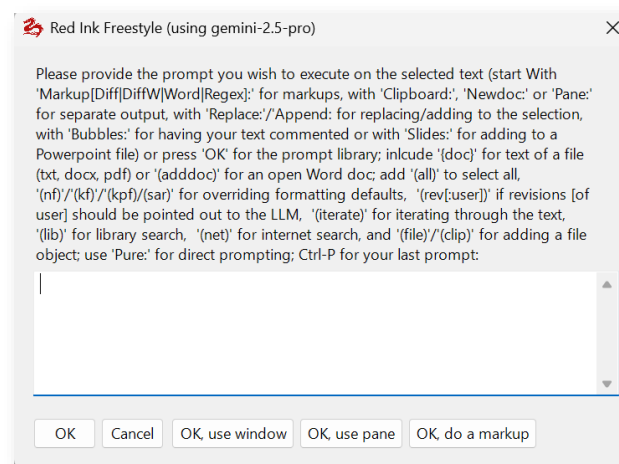 Red Ink Freestyle (using gemini-2.5-pro)
Please provide the prompt you wish to execute on the selected text (start With
'Markup[Diff|DiffW|Word|Regex]:' for markups, with 'Clipboard:', 'Newdoc:' or 'Pane:'
for separate output, with 'Replace:'/'Append: for replacing/adding to the selection,
with 'Bubbles:' for having your text commented or with 'Slides:' for adding to a
Powerpoint file) or press 'OK' for the prompt library; inlcude '{doc}' for text of a file
(txt, docx, pdf) or '(adddoc)' for an open Word doc; add '(all)' to select all,
'(nf)'/'(kf)'/'(kpf)/(sar)' for overriding formatting defaults,  '(rev[:user])' if revisions [of
user] should be pointed out to the LLM,  '(iterate)' for iterating through the text,
'(lib)' for library search,  '(net)' for internet search, and '(file)'/'(clip)' for adding a file
object; use 'Pure:' for direct prompting; Ctrl-P for your last prompt:
OK Cancel OK, use window OK, use pane OK, do a markup